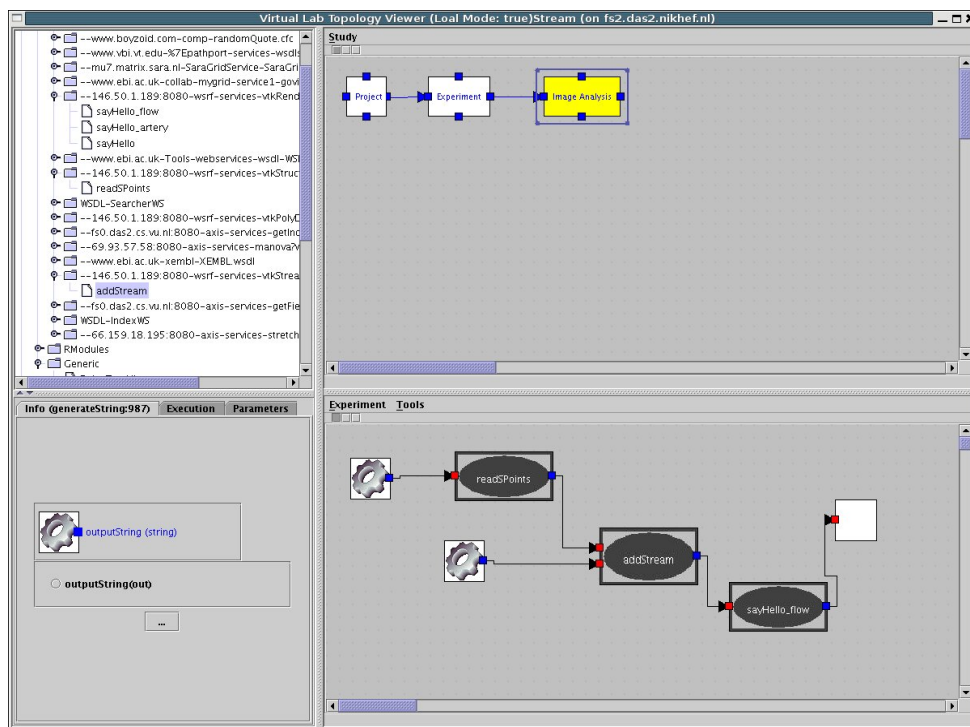 Virtual Lab Topology Viewer (Loal Mode: true)Stream (on fs2.das2.nikhef.nl)
--www.boyzoid.com-comp-randomQuote.cfc
--www.vbi.vt.edu-%7Epathport-services-wsdls
--mu7.matrix.sara.nl-SaraGridService-SaraGri
--www.ebi.ac.uk-collab-mygrid-service1-govi
--146.50.1.189:8080-wsrf-services-vtkRend
sayHello_flow
sayHello_artery
sayHello
--www.ebi.ac.uk-Tools-webservices-wsdl-WS
--146.50.1.189:8080-wsrf-services-vtkStruct
readSPoints
WSDL-SearcherWS
--146.50.1.189:8080-wsrf-services-vtkPolyD
--fs0.das2.cs.vu.nl:8080-axis-services-getInd
--69.93.57.58:8080-axis-services-manova?w
--www.ebi.ac.uk-xembl-XEMBL.wsdl
--146.50.1.189:8080-wsrf-services-vtkStrea
addStream
--fs0.das2.cs.vu.nl:8080-axis-services-getFie
WSDL-IndexWS
--66.159.18.195:8080-axis-services-stretch
RModules
Generic
Study
Project
Experiment
Image Analysis
Info (generateString:987) Execution Parameters
outputString (string)
outputString(out)
...
Experiment Tools
readSPoints
addStream
sayHello_flow